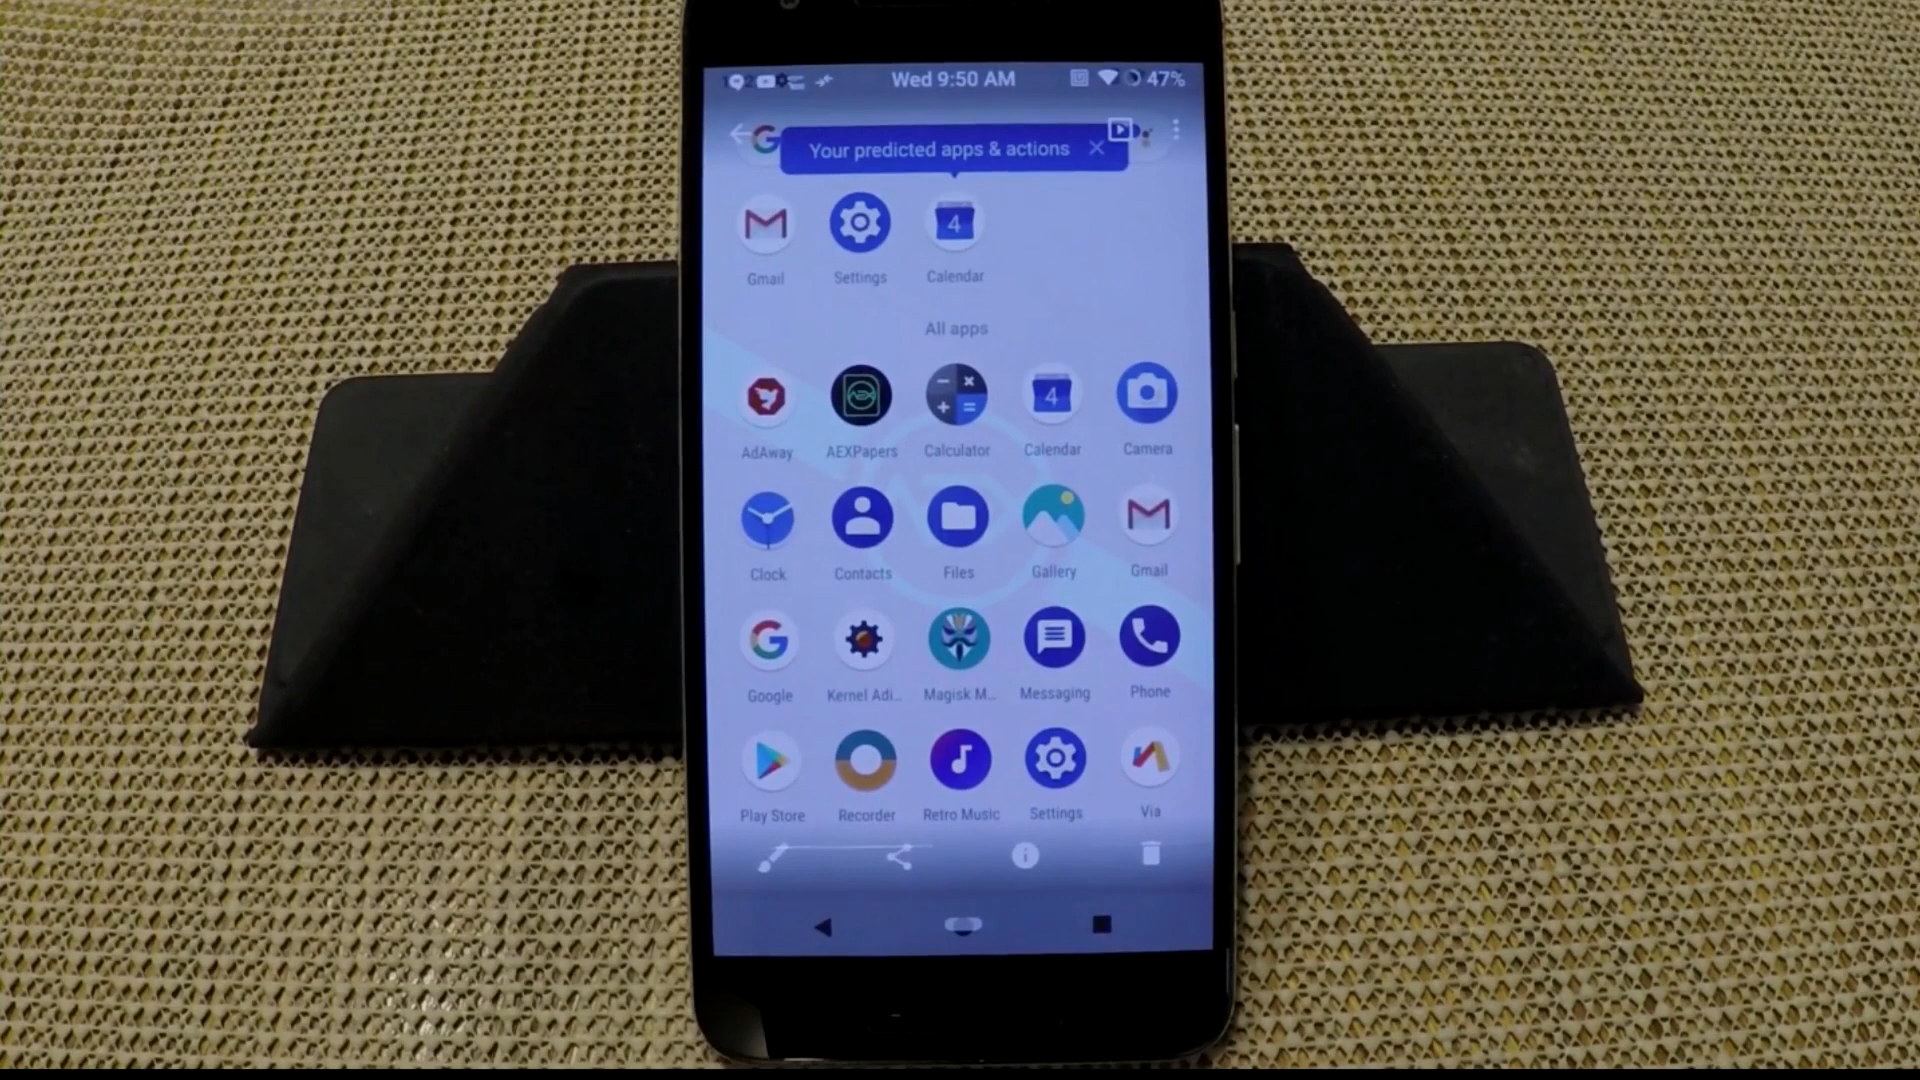 Wed 9:50 AM
47%
Your predicted apps & actions
Gmail Settings Calendar
All apps
AdAway AEXPapers Calculator Calendar Camera
Clock Contacts Files Gallery Gmail
Google Kernel Adi... Magisk M... Messaging Phone
Play Store Recorder Retro Music Settings Via